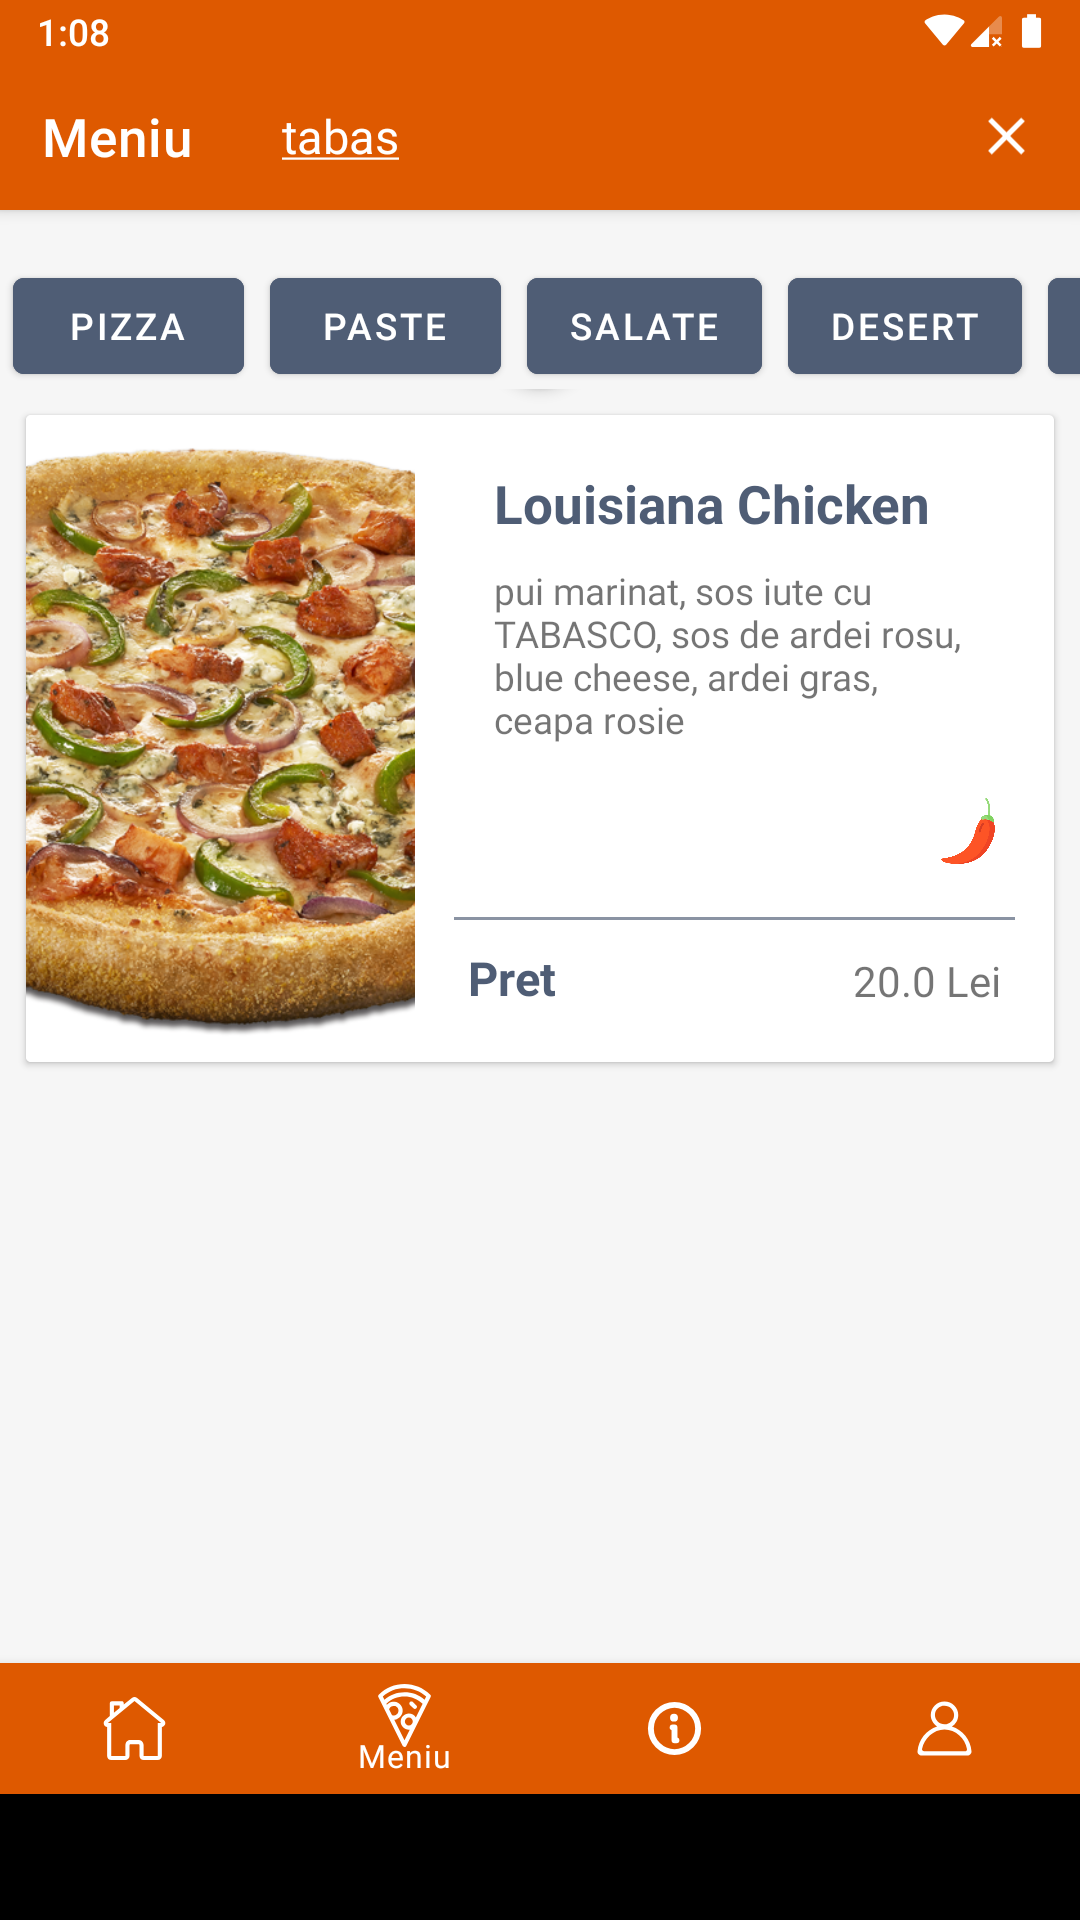 1:08
Meniu tabas
PIZZA PASTE SALATE DESERT
Louisiana Chicken
pui marinat, sos iute cu
TABASCO, sos de ardei rosu,
blue cheese, ardei gras,
ceapa rosie
Pret 20.0 Lei
Meniu